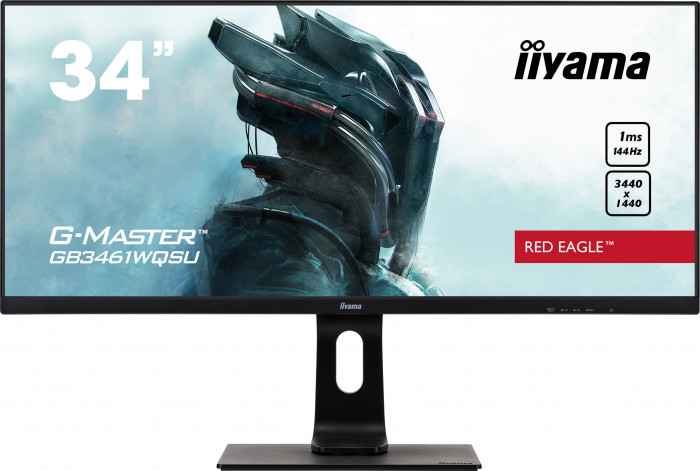 34”
iiyama
1ms
144Hz
3440
x
1440
G-MASTER™
GB3461WQSU
RED EAGLE™
iiyama